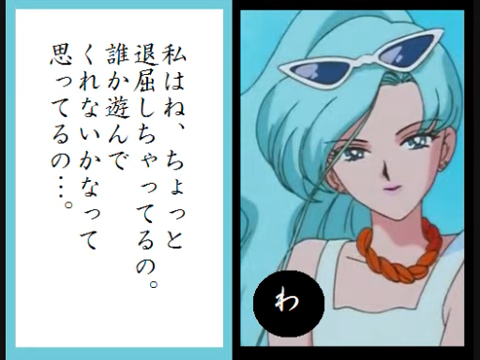 私はね、ちょっと
退屈しちゃってるの。
誰か遊んで
くれないかなって
思ってるの…。
わ